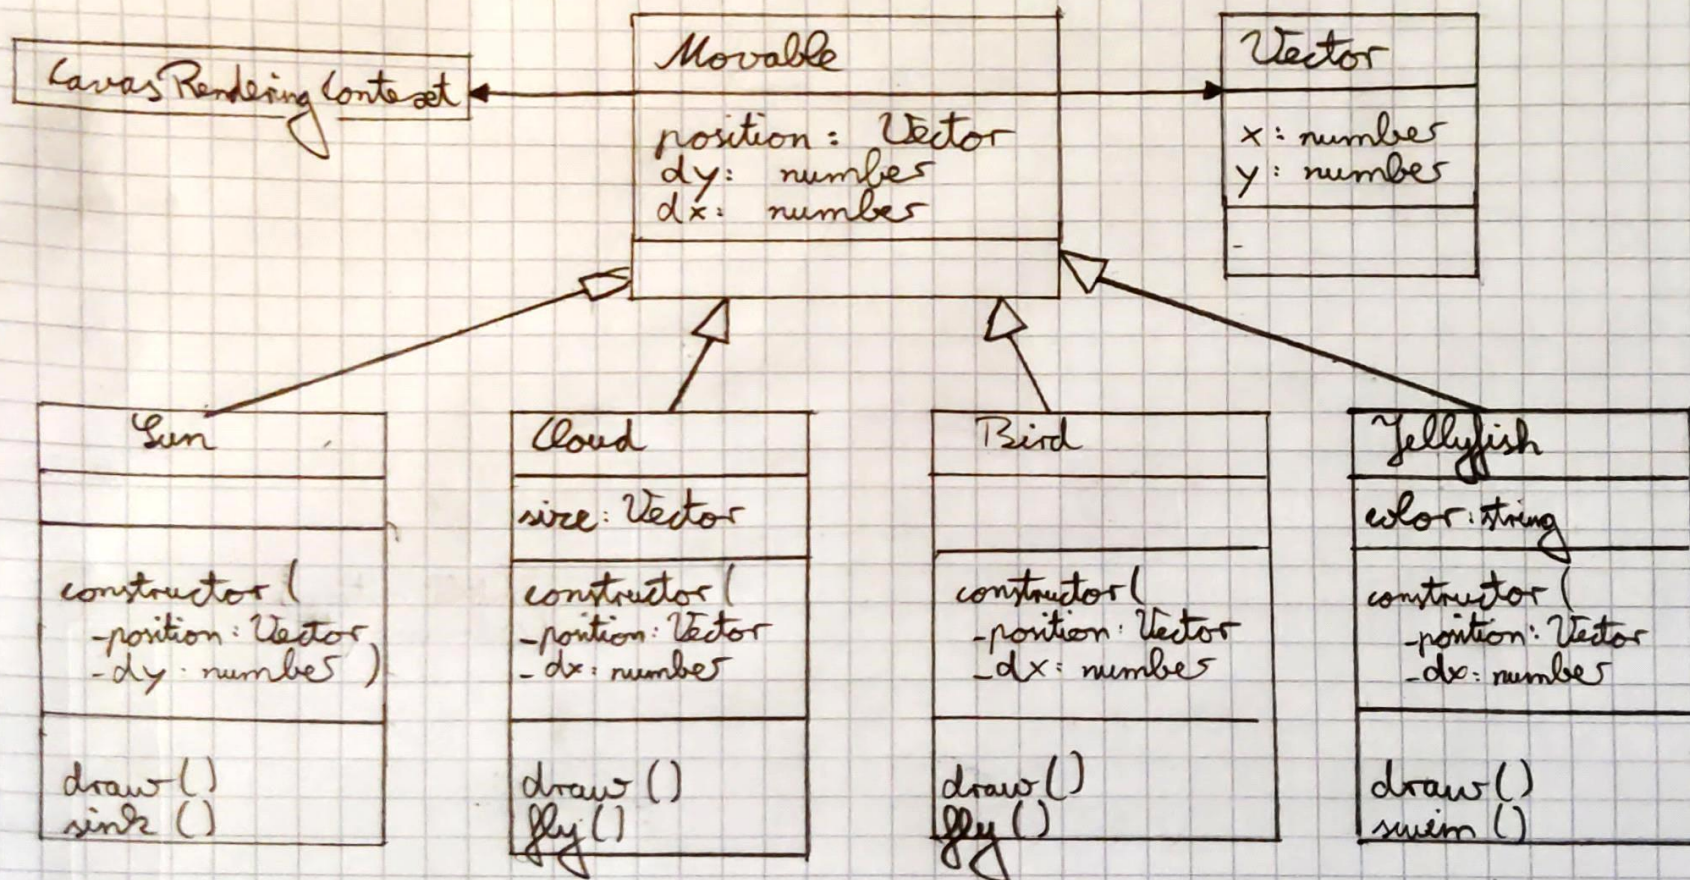 CavasRenderingContext
Movable
position: Vector
dy: number
dx: number
Vector
x: number
y: number
-
Sun
constructor(
_position: Vector
_dy: number)
draw()
sink()
Cloud
size: Vector
constructor(
_position: Vector
_dx: number
draw()
fly()
Bird
constructor(
_position: Vector
_dx: number
draw()
fly()
Jellyfish
color: string
constructor(
_position: Vector
_dx: number
draw()
swim()